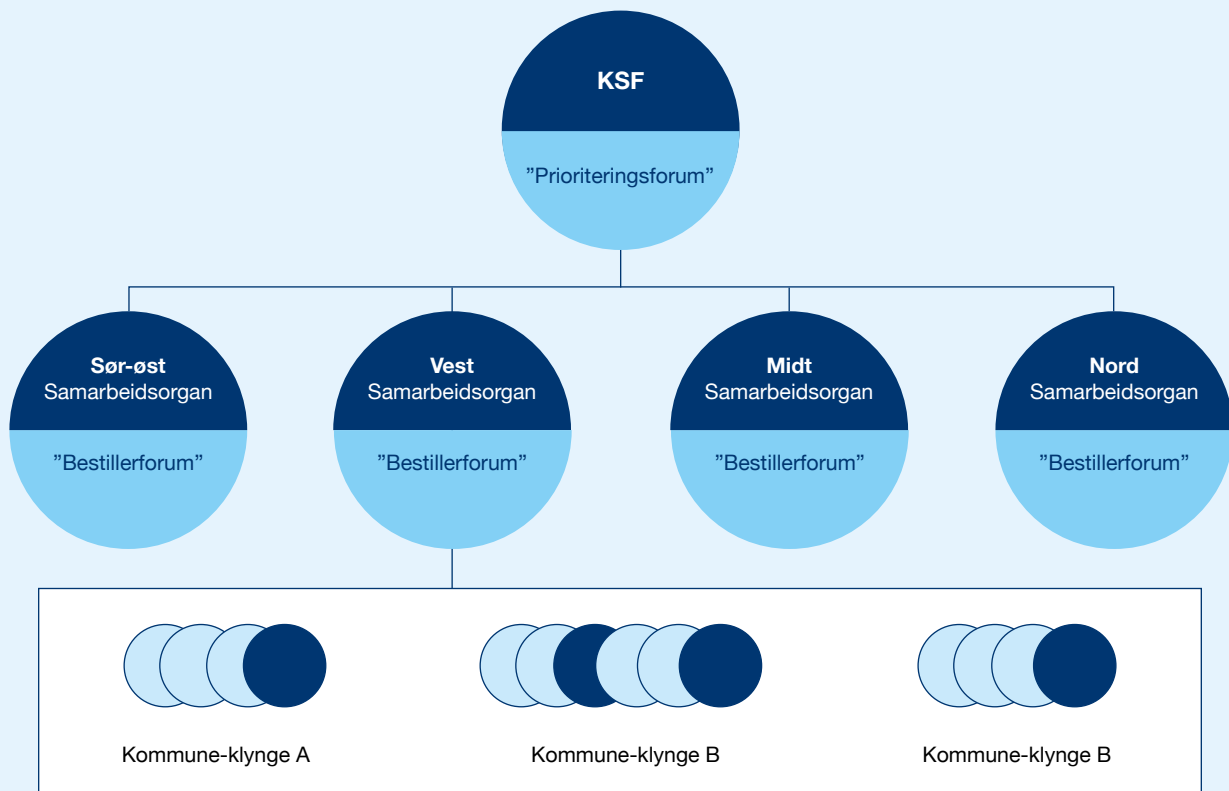 KSF
”Prioriteringsforum”
Sør-øst
Samarbeidsorgan
”Bestillerforum”
Vest
Samarbeidsorgan
”Bestillerforum”
Midt
Samarbeidsorgan
”Bestillerforum”
Nord
Samarbeidsorgan
”Bestillerforum”
Kommune-klynge A
Kommune-klynge B
Kommune-klynge B